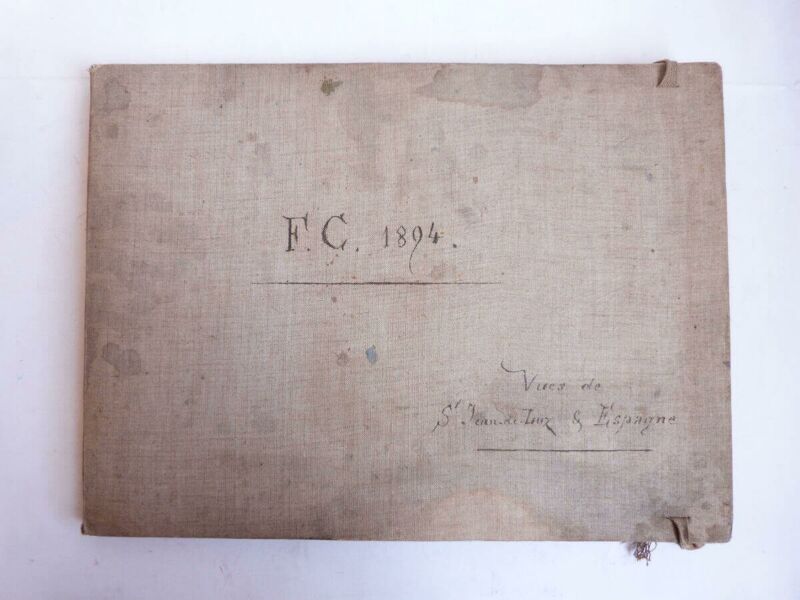 F. C. 1894.
Vues de
St Jean-de-Luz & Espagne